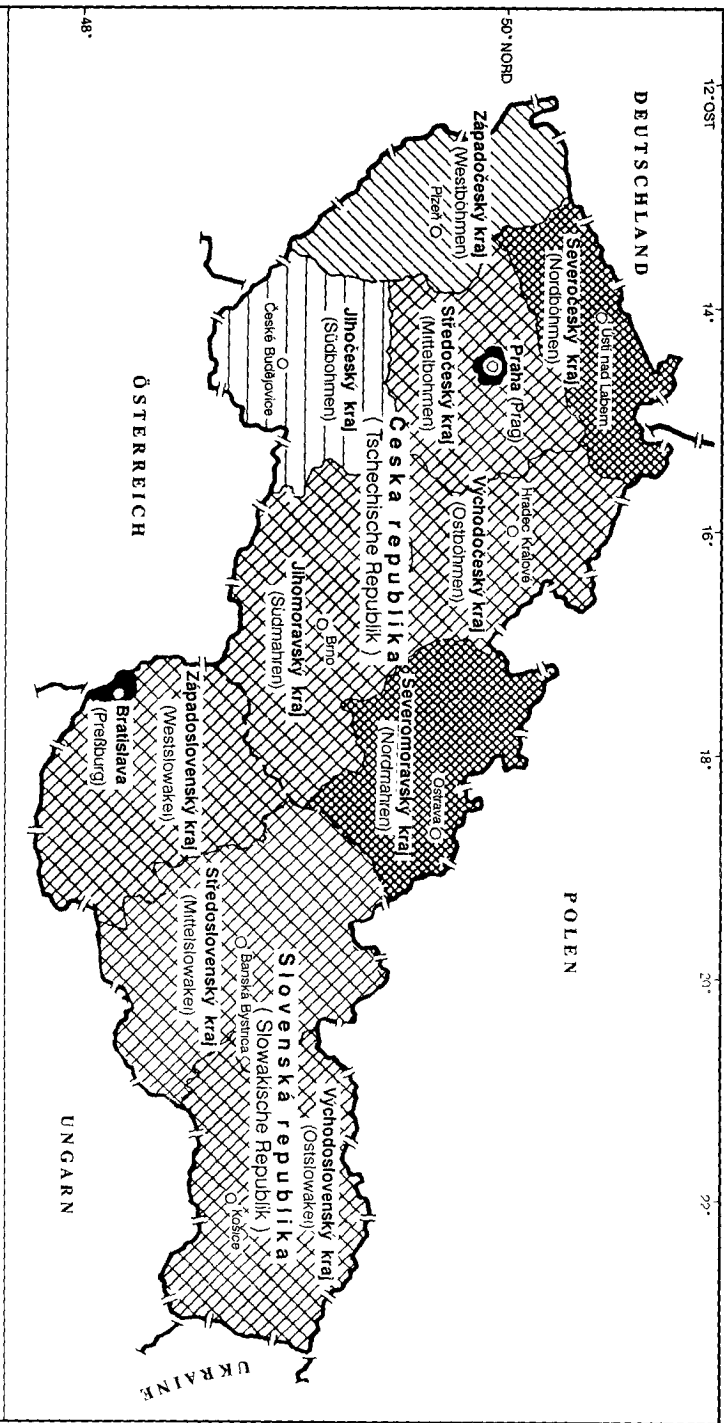 12° OST
14°
16°
18°
20°
22°
50° NORD
48°
DEUTSCHLAND
POLEN
ÖSTERREICH
UNGARN
UKRAINE
Severočeský kraj
(Nordböhmen)
Ústí nad Labem
Západočeský kraj
(Westböhmen)
Plzeň
Praha (Prag)
Středočeský kraj
(Mittelböhmen)
Hradec Králové
Východočeský kraj
(Ostböhmen)
Česka republika
(Tschechische Republik)
Jihočeský kraj
(Südböhmen)
České Budějovice
Severomoravský kraj
(Nordmahren)
Ostrava
Brno
Jihomoravský kraj
(Südmahren)
Západoslovenský kraj
(Westslowakei)
Bratislava
(Preßburg)
Slovenská republika
(Slowakische Republik)
Banská Bystrica
Středoslovenský kraj
(Mittelslowakei)
Východoslovenský kraj
(Ostslowakei)
Košice